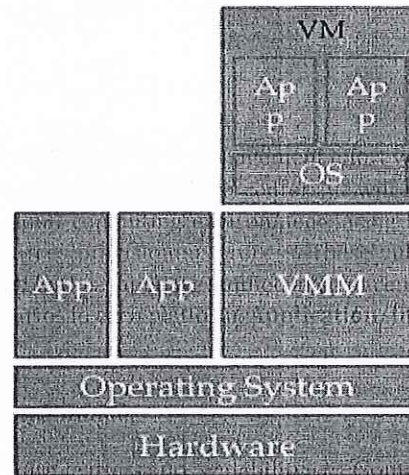 VM
Ap Ap
p p
OS
App App VMM
Operating System
Hardware